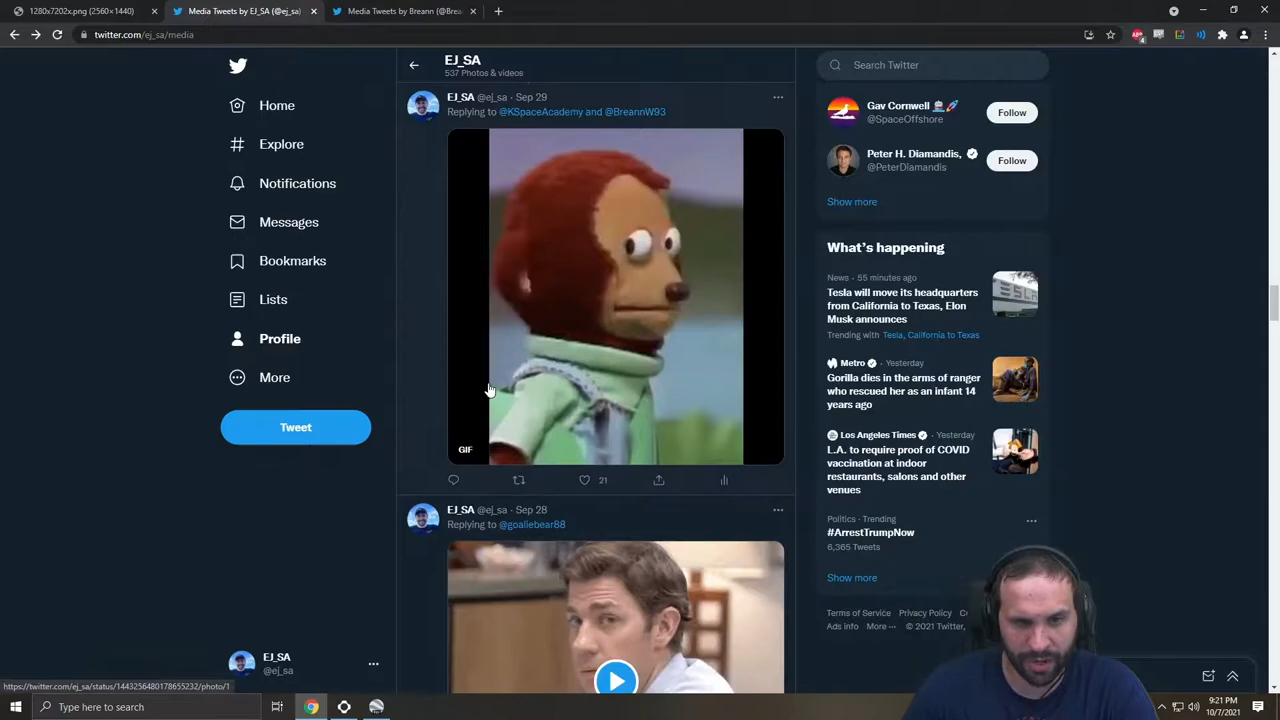 1280x7202x.png (2560×1440)
Media Tweets by EJ_SA (@ej_sa)
Media Tweets by Breann (@Brea
twitter.com/ej_sa/media
EJ_SA
537 Photos & videos
Search Twitter
Home
Explore
Notifications
Messages
Bookmarks
Lists
Profile
More
Tweet
EJ_SA
@ej_sa
EJ_SA @ej_sa · Sep 29
Replying to @KSpaceAcademy and @BreannW93
GIF
21
EJ_SA @ej_sa · Sep 28
Replying to @goaliebear88
Gav Cornwell
@SpaceOffshore
Follow
Peter H. Diamandis,
@PeterDiamandis
Follow
Show more
What's happening
News · 55 minutes ago
Tesla will move its headquarters
from California to Texas, Elon
Musk announces
Trending with Tesla, California to Texas
Metro · Yesterday
Gorilla dies in the arms of ranger
who rescued her as an infant 14
years ago
Los Angeles Times · Yesterday
L.A. to require proof of COVID
vaccination at indoor
restaurants, salons and other
venues
Politics · Trending
#ArrestTrumpNow
6,365 Tweets
Show more
Terms of Service Privacy Policy
Ads info More ··· © 2021 Twitter,
https://twitter.com/ej_sa/status/1443256480178655232/photo/1
Type here to search
9:21 PM
10/7/2021